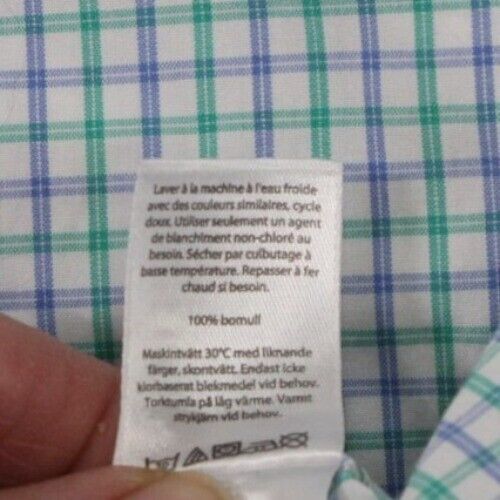 Laver à la machine à l'eau froide
avec des couleurs similaires, cycle
doux. Utiliser seulement un agent
de blanchiment non-chloré au
besoin. Sécher par culbutage à
basse température. Repasser à fer
chaud si besoin.
100% bomull
Maskintvätt 30°C med liknande
färger, skontvätt. Endast icke
klorbaserat blekmedel vid behov.
Torktumla på låg värme. Varmt
strykjärn vid behov.